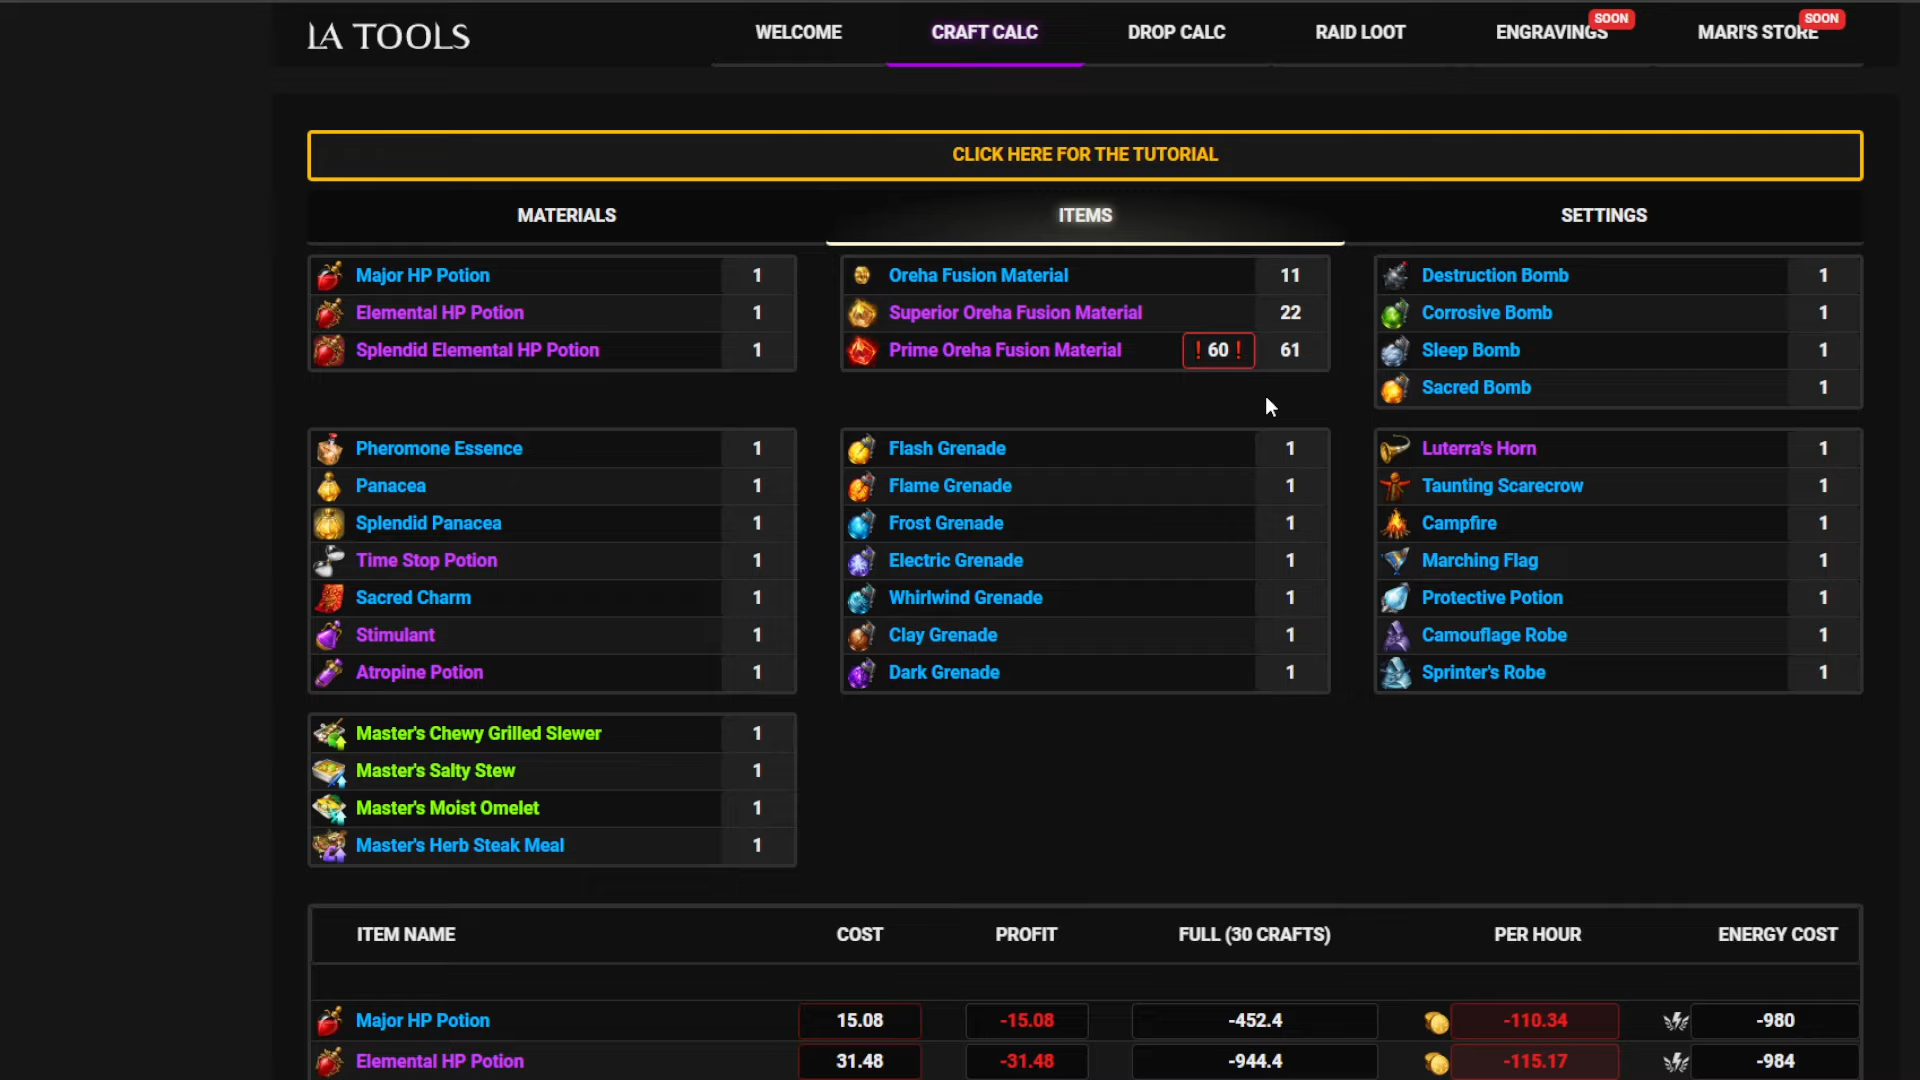 LA TOOLS
WELCOME
CRAFT CALC
DROP CALC
RAID LOOT
ENGRAVINGS
SOON
MARI'S STORE
SOON
CLICK HERE FOR THE TUTORIAL
MATERIALS
ITEMS
SETTINGS
Major HP Potion 1
Elemental HP Potion 1
Splendid Elemental HP Potion 1
Oreha Fusion Material 11
Superior Oreha Fusion Material 22
Prime Oreha Fusion Material ! 60 ! 61
Destruction Bomb 1
Corrosive Bomb 1
Sleep Bomb 1
Sacred Bomb 1
Pheromone Essence 1
Panacea 1
Splendid Panacea 1
Time Stop Potion 1
Sacred Charm 1
Stimulant 1
Atropine Potion 1
Flash Grenade 1
Flame Grenade 1
Frost Grenade 1
Electric Grenade 1
Whirlwind Grenade 1
Clay Grenade 1
Dark Grenade 1
Luterra's Horn 1
Taunting Scarecrow 1
Campfire 1
Marching Flag 1
Protective Potion 1
Camouflage Robe 1
Sprinter's Robe 1
Master's Chewy Grilled Slewer 1
Master's Salty Stew 1
Master's Moist Omelet 1
Master's Herb Steak Meal 1
ITEM NAME COST PROFIT FULL (30 CRAFTS) PER HOUR ENERGY COST
Major HP Potion 15.08 -15.08 -452.4 -110.34 -980
Elemental HP Potion 31.48 -31.48 -944.4 -115.17 -984